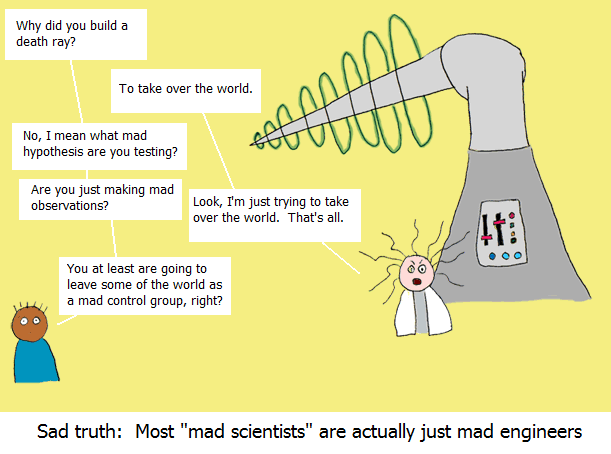 Why did you build a
death ray?
To take over the world.
No, I mean what mad
hypothesis are you testing?
Are you just making mad
observations?
Look, I'm just trying to take
over the world.  That's all.
You at least are going to
leave some of the world as
a mad control group, right?
Sad truth:  Most "mad scientists" are actually just mad engineers